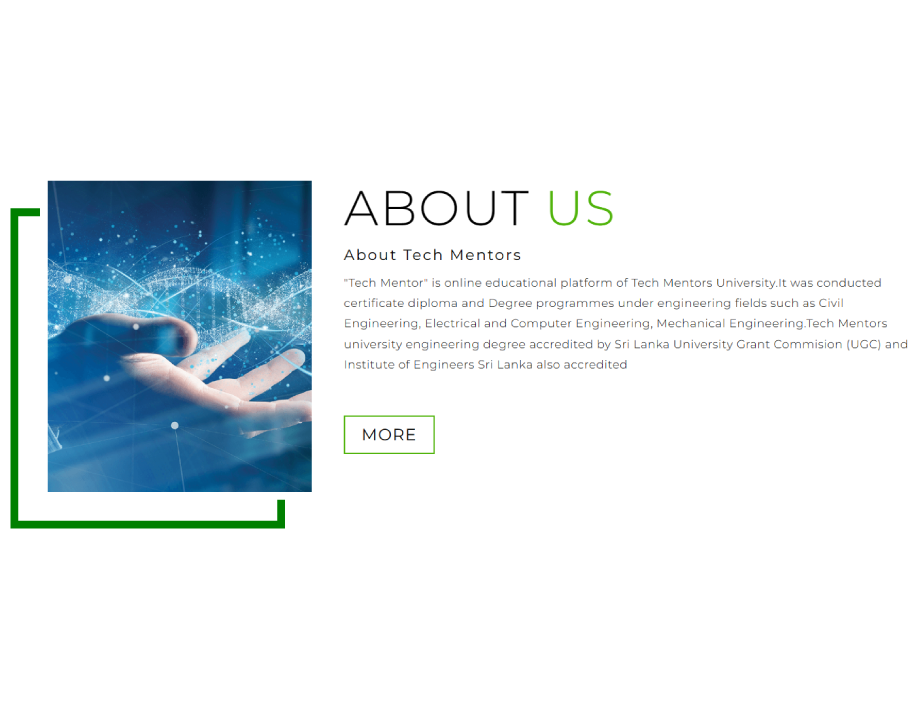 ABOUT US
About Tech Mentors
"Tech Mentor" is online educational platform of Tech Mentors University.It was conducted
certificate diploma and Degree programmes under engineering fields such as Civil
Engineering, Electrical and Computer Engineering, Mechanical Engineering.Tech Mentors
university engineering degree accredited by Sri Lanka University Grant Commision (UGC) and
Institute of Engineers Sri Lanka also accredited
MORE